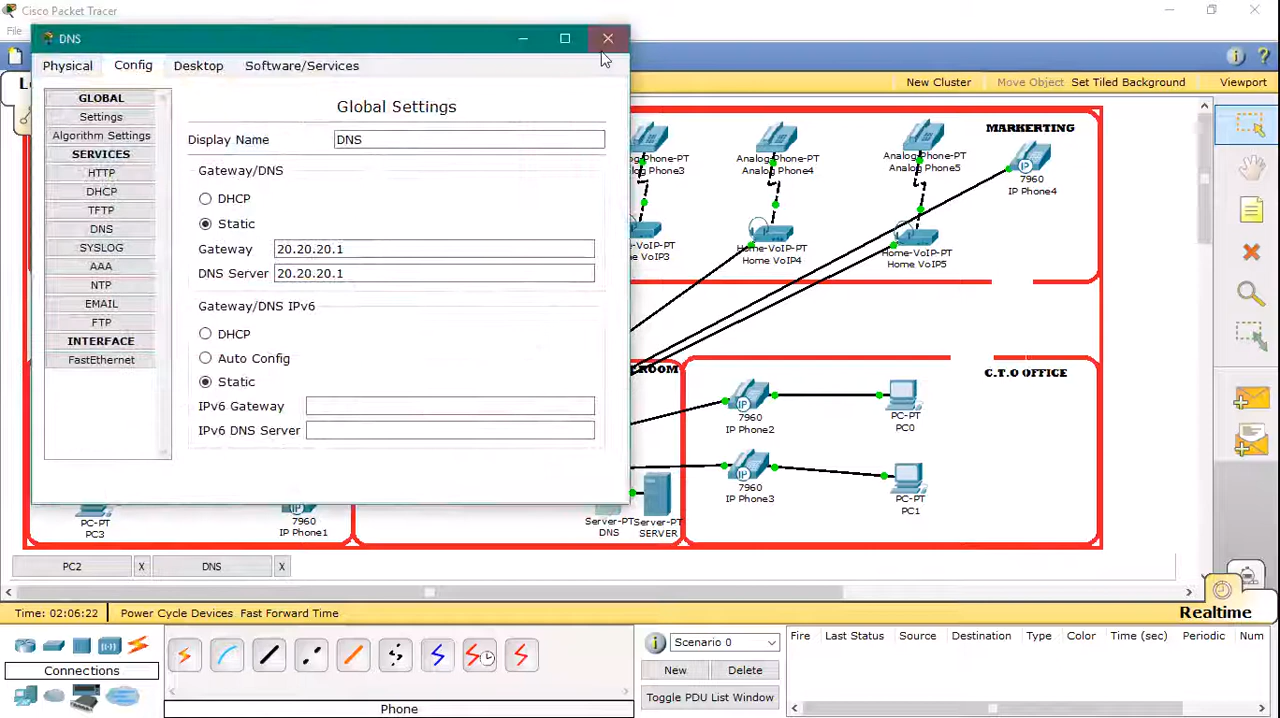 Cisco Packet Tracer
File
DNS
Physical Config Desktop Software/Services
GLOBAL
Settings
Algorithm Settings
SERVICES
HTTP
DHCP
TFTP
DNS
SYSLOG
AAA
NTP
EMAIL
FTP
INTERFACE
FastEthernet
Global Settings
Display Name DNS
Gateway/DNS
DHCP
Static
Gateway 20.20.20.1
DNS Server 20.20.20.1
Gateway/DNS IPv6
DHCP
Auto Config
Static
IPv6 Gateway
IPv6 DNS Server
New Cluster Move Object Set Tiled Background Viewport
MARKERTING
Analog Phone4
Analog Phone-PT
Analog Phone5
7960
IP Phone4
Home VoIP4
Home-VoIP-PT
Home VoIP5
C.T.O OFFICE
7960
IP Phone2
PC-PT
PC0
7960
IP Phone3
PC-PT
PC1
PC-PT
PC3
7960
IP Phone1
Server-PT
DNS
Server-PT
SERVER
PC2 X DNS X
Time: 02:06:22 Power Cycle Devices Fast Forward Time Realtime
Connections
Phone
Scenario 0
New Delete
Toggle PDU List Window
Fire Last Status Source Destination Type Color Time (sec) Periodic Num